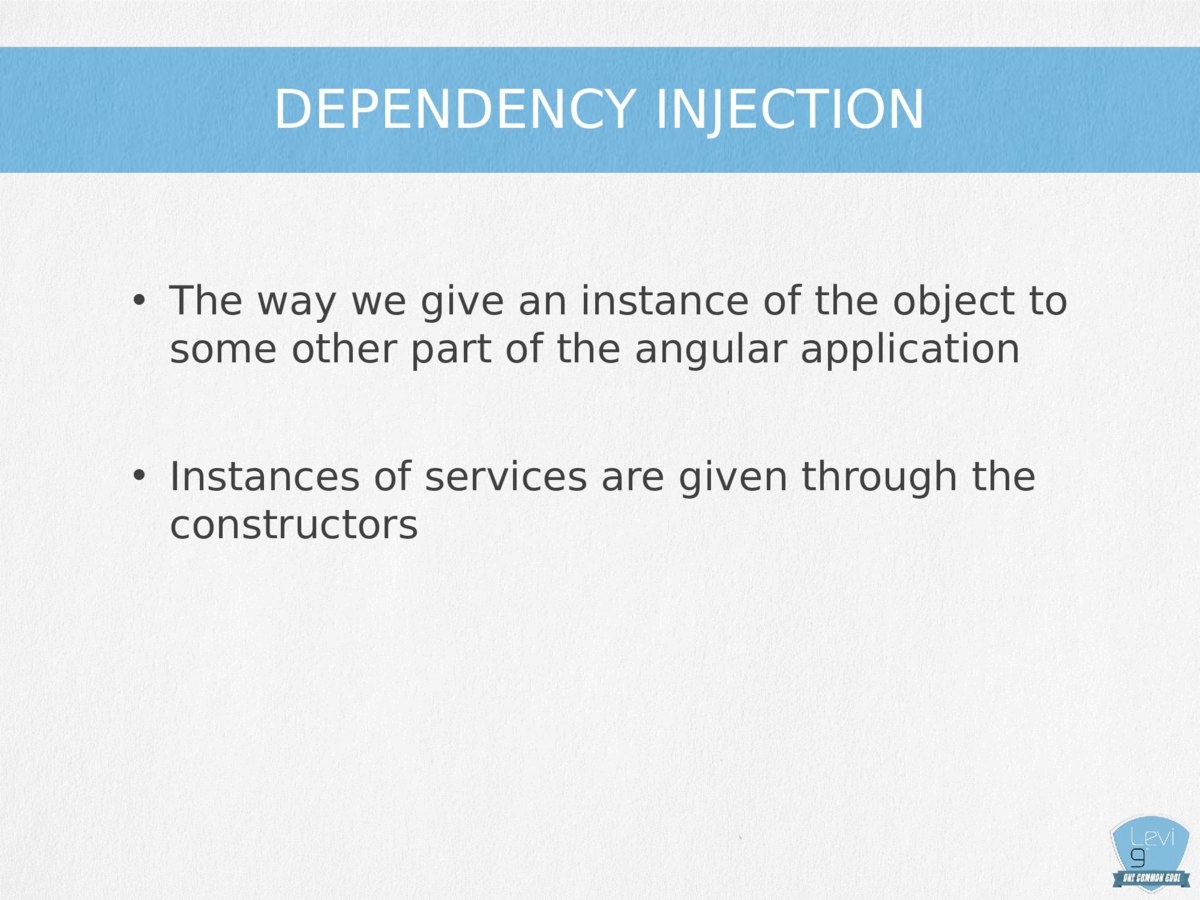 DEPENDENCY INJECTION
• The way we give an instance of the object to
some other part of the angular application
• Instances of services are given through the
constructors
Levi
9
ONE COMMON GOAL